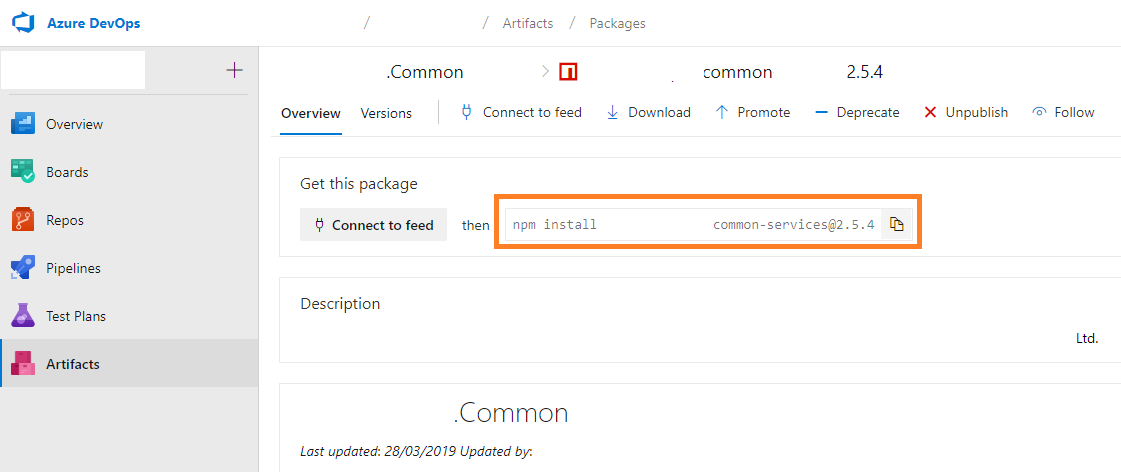 Azure DevOps / / Artifacts / Packages
.Common > common 2.5.4
Overview Versions Connect to feed Download Promote Deprecate Unpublish Follow
Overview
Boards
Repos
Pipelines
Test Plans
Artifacts
Get this package
Connect to feed then npm install common-services@2.5.4
Description
Ltd.
.Common
Last updated: 28/03/2019 Updated by: